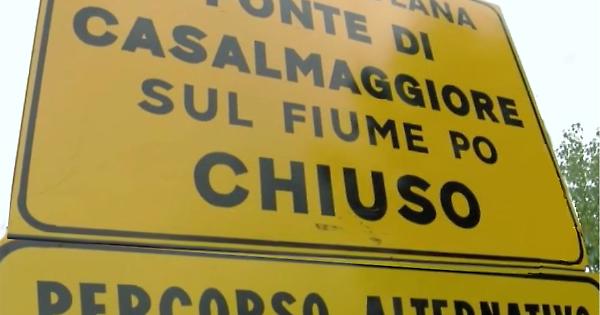 PONTE DI
CASALMAGGIORE
SUL FIUME PO
CHIUSO
PERCORSO ALTERNATIVO